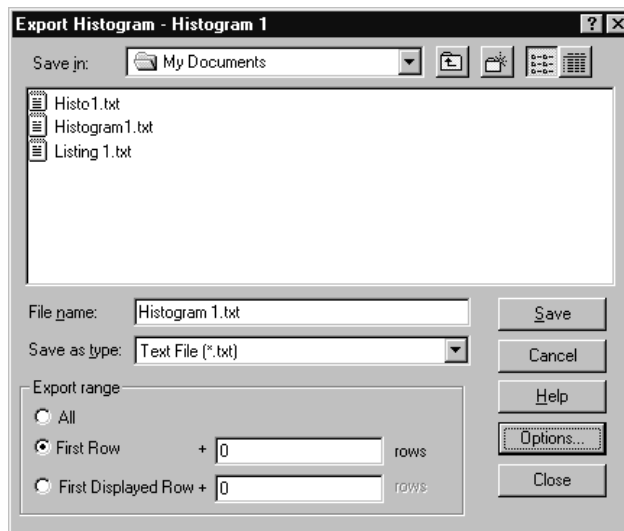 Export Histogram - Histogram 1
Save in: My Documents
Histo1.txt
Histogram1.txt
Listing 1.txt
File name: Histogram 1.txt Save
Save as type: Text File (*.txt) Cancel
Export range Help
All
First Row + 0 rows Options...
First Displayed Row + 0 rows Close